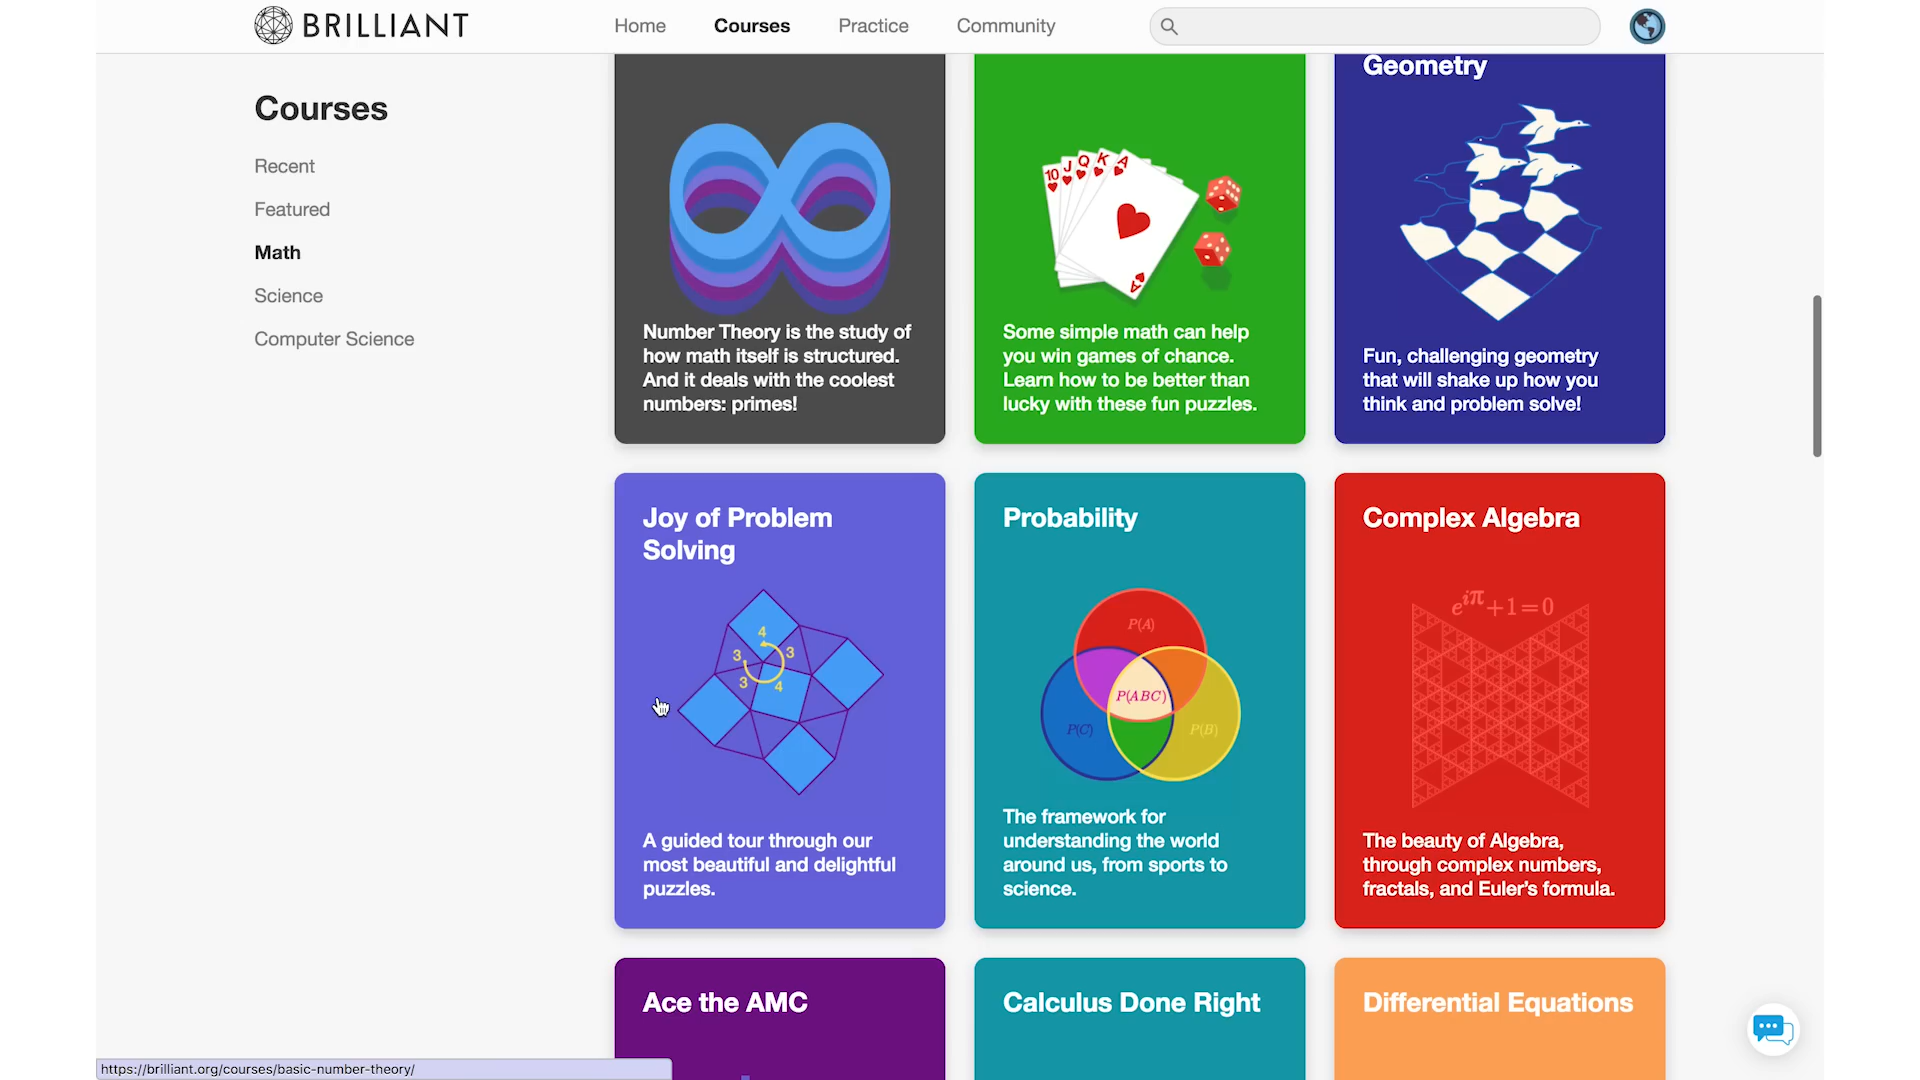 BRILLIANT
Home
Courses
Practice
Community
Courses
Recent
Featured
Math
Science
Computer Science
Number Theory is the study of
how math itself is structured.
And it deals with the coolest
numbers: primes!
10 J Q K A
A
Some simple math can help
you win games of chance.
Learn how to be better than
lucky with these fun puzzles.
Geometry
Fun, challenging geometry
that will shake up how you
think and problem solve!
Joy of Problem
Solving
4
3 3
3 4
A guided tour through our
most beautiful and delightful
puzzles.
Probability
P(A)
P(ABC)
P(C) P(B)
The framework for
understanding the world
around us, from sports to
science.
Complex Algebra
e^{iπ}+1=0
The beauty of Algebra,
through complex numbers,
fractals, and Euler's formula.
Ace the AMC
Calculus Done Right
Differential Equations
https://brilliant.org/courses/basic-number-theory/